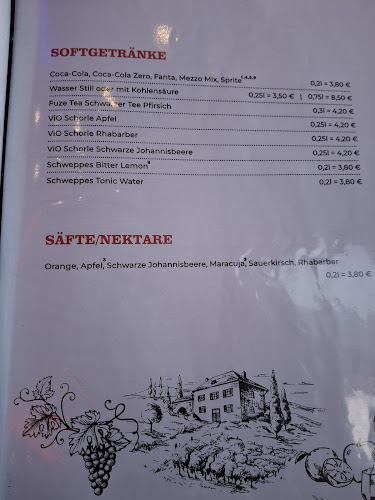 SOFTGETRÄNKE
Coca-Cola, Coca-Cola Zero, Fanta, Mezzo Mix, Sprite 0,2l = 3,80 €
Wasser Still oder mit Kohlensäure 0,25l = 3,50 € | 0,75l = 8,50 €
Fuze Tea Schwarzer Tee Pfirsich 0,3l = 4,20 €
ViO Schorle Apfel 0,25l = 4,20 €
ViO Schorle Rhabarber 0,25l = 4,20 €
ViO Schorle Schwarze Johannisbeere 0,25l = 4,20 €
Schweppes Bitter Lemon 0,2l = 3,80 €
Schweppes Tonic Water 0,2l = 3,80 €
SÄFTE/NEKTARE
Orange, Apfel, Schwarze Johannisbeere, Maracuja, Sauerkirsch, Rhabarber
0,2l = 3,80 €